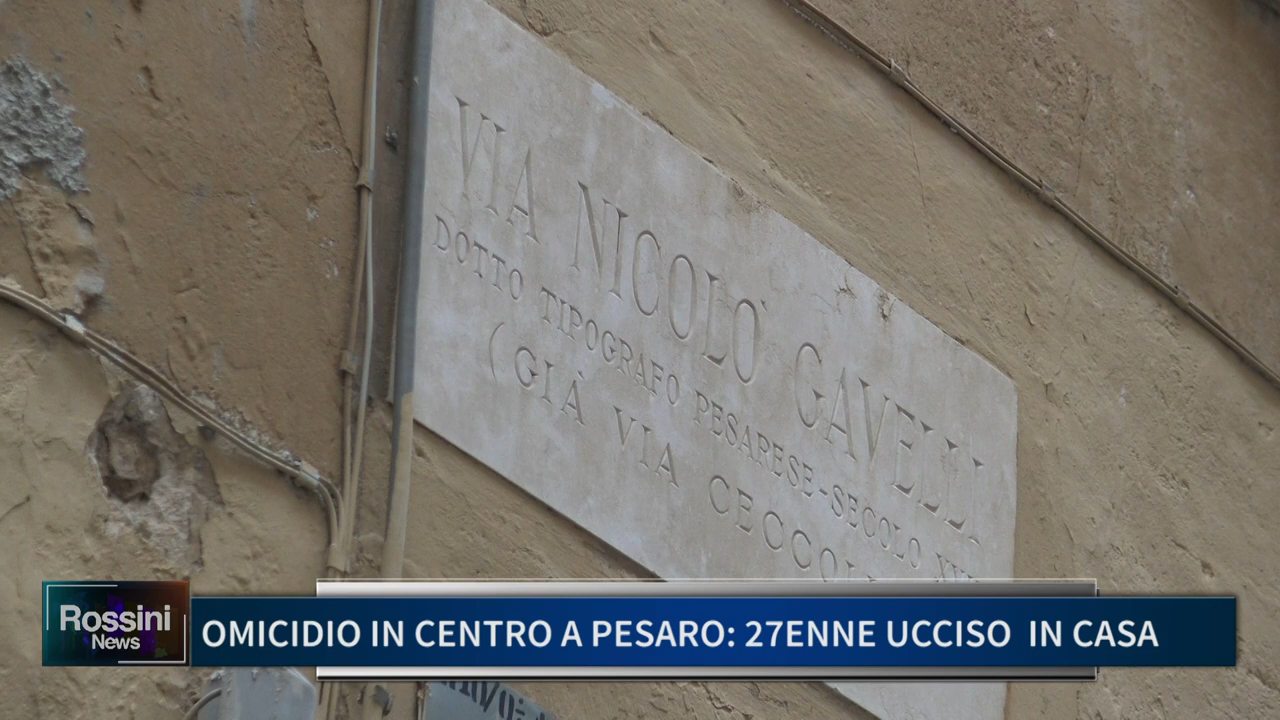 VIA NICOLÒ GAVELLI
DOTTO TIPOGRAFO PESARESE-SECOLO
(GIÀ VIA
Rossini
News
OMICIDIO IN CENTRO A PESARO: 27ENNE UCCISO IN CASA